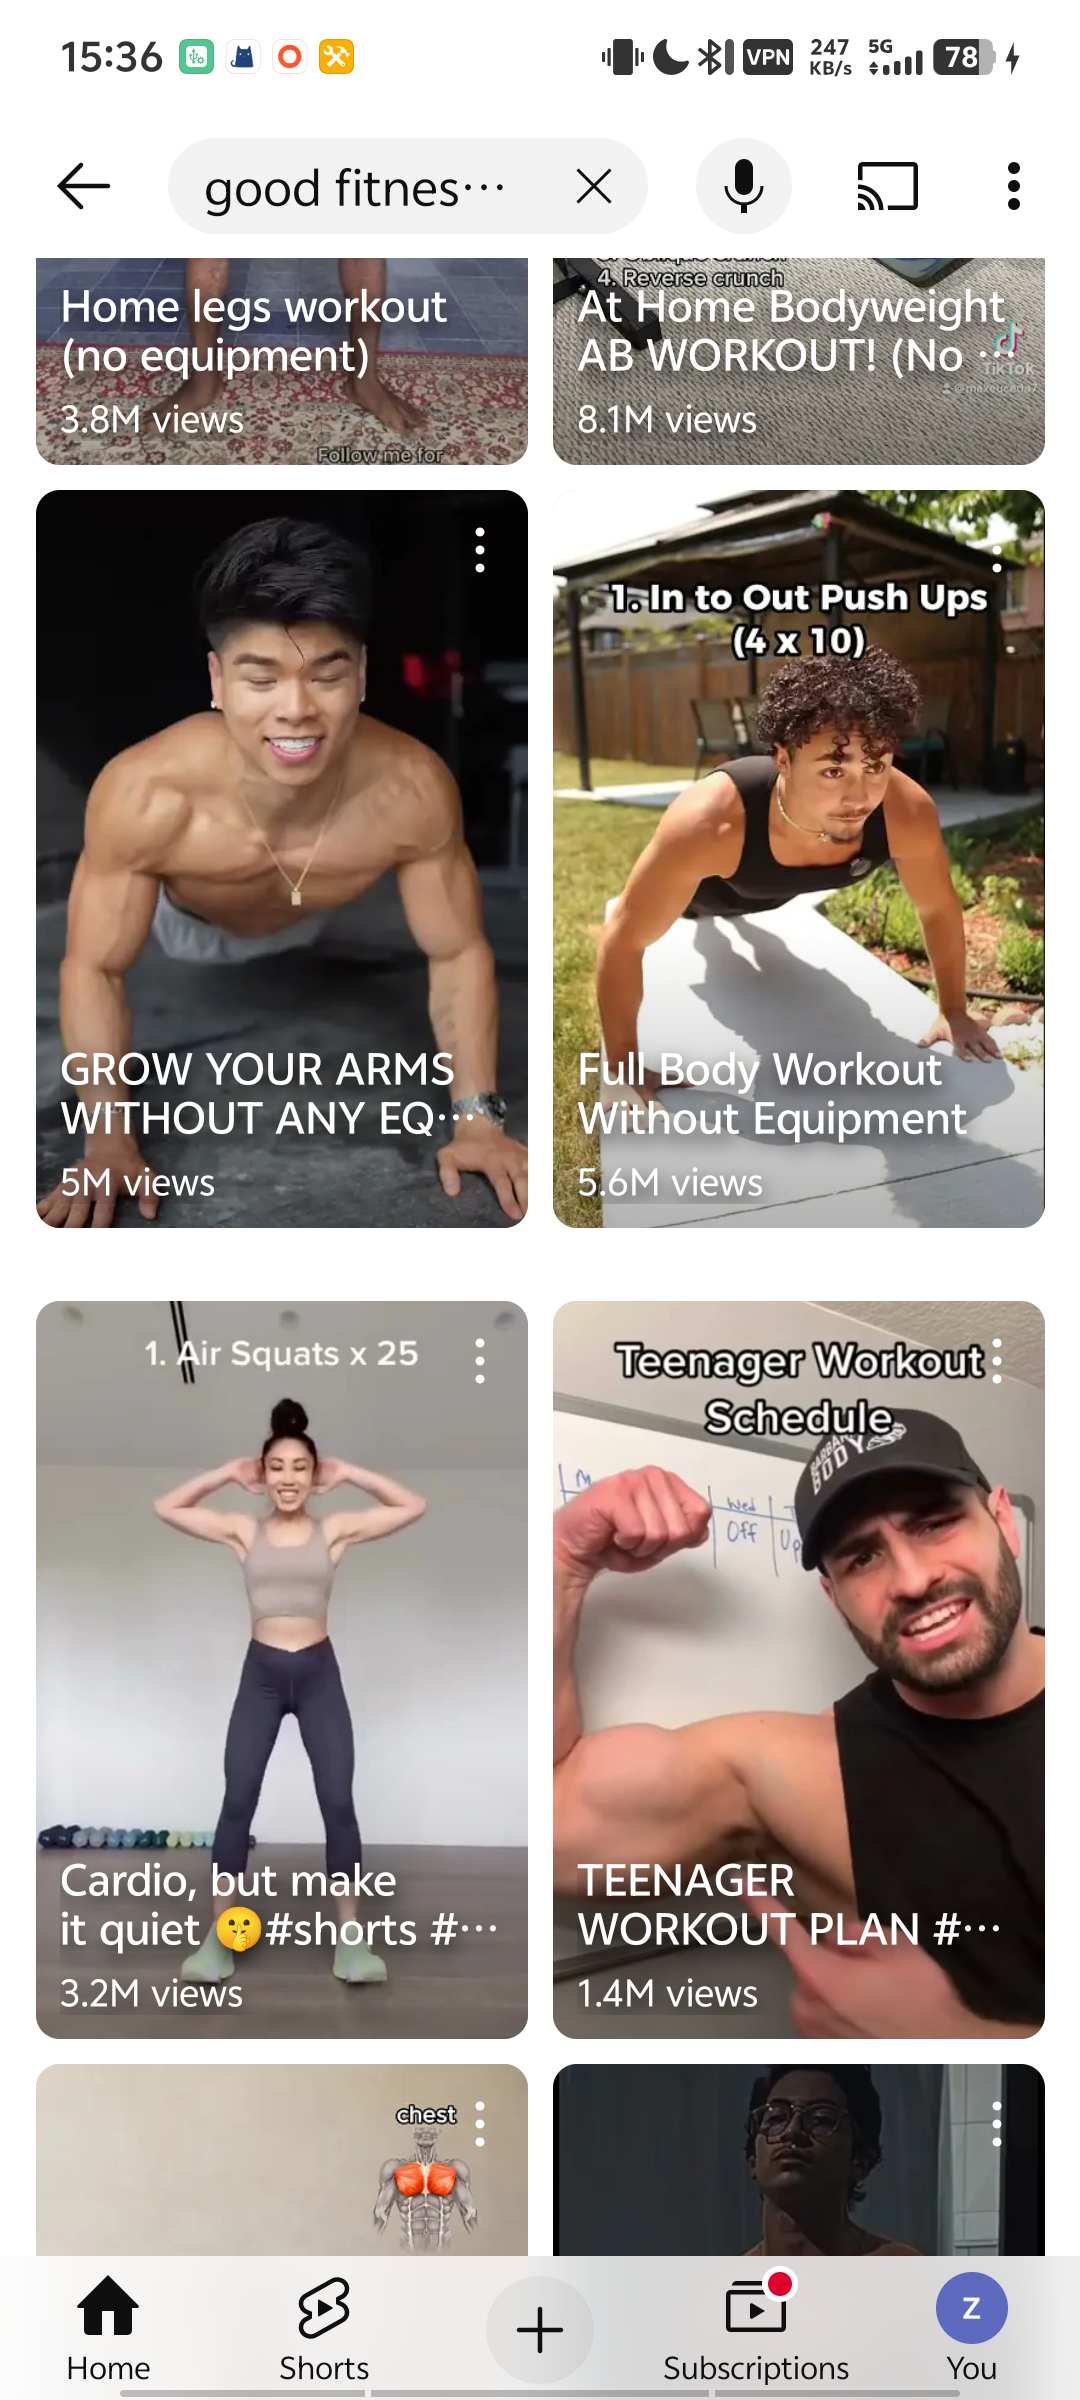 15:36
VPN
247
KB/s
5G
78
good fitnes…
4. Reverse crunch
Home legs workout
(no equipment)
3.8M views
Follow me for
At Home Bodyweight
AB WORKOUT! (No …
TikTok
8.1M views
1. In to Out Push Ups
(4 x 10)
GROW YOUR ARMS
WITHOUT ANY EQ…
5M views
Full Body Workout
Without Equipment
5.6M views
1. Air Squats x 25
Teenager Workout
Schedule
BODY
M
Wed
Off
Up
Cardio, but make
it quiet 🤫#shorts #…
3.2M views
TEENAGER
WORKOUT PLAN #…
1.4M views
chest
Home
Shorts
Subscriptions
Z
You